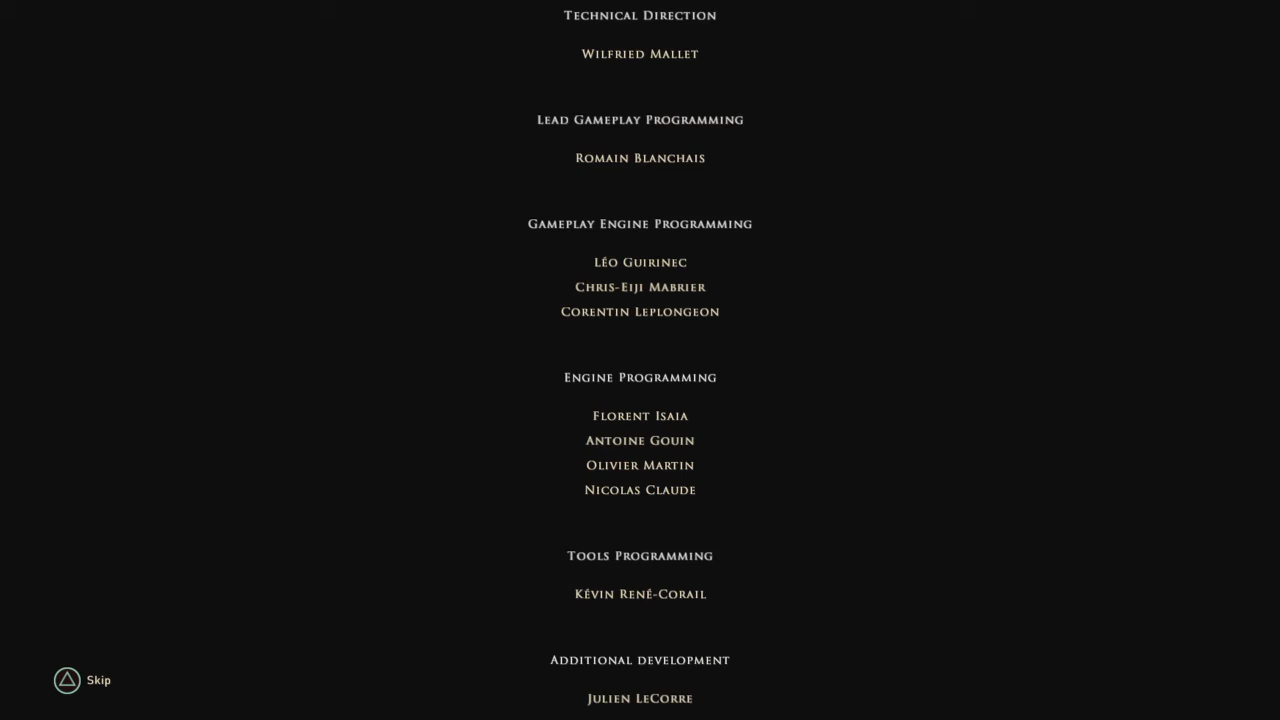 Technical Direction
Wilfried Mallet
Lead Gameplay Programming
Romain Blanchais
Gameplay Engine Programming
Léo Guirinec
Chris-Eiji Mabrier
Corentin Leplongeon
Engine Programming
Florent Isaia
Antoine Gouin
Olivier Martin
Nicolas Claude
Tools Programming
Kévin René-Corail
Additional development
Skip
Julien LeCorre